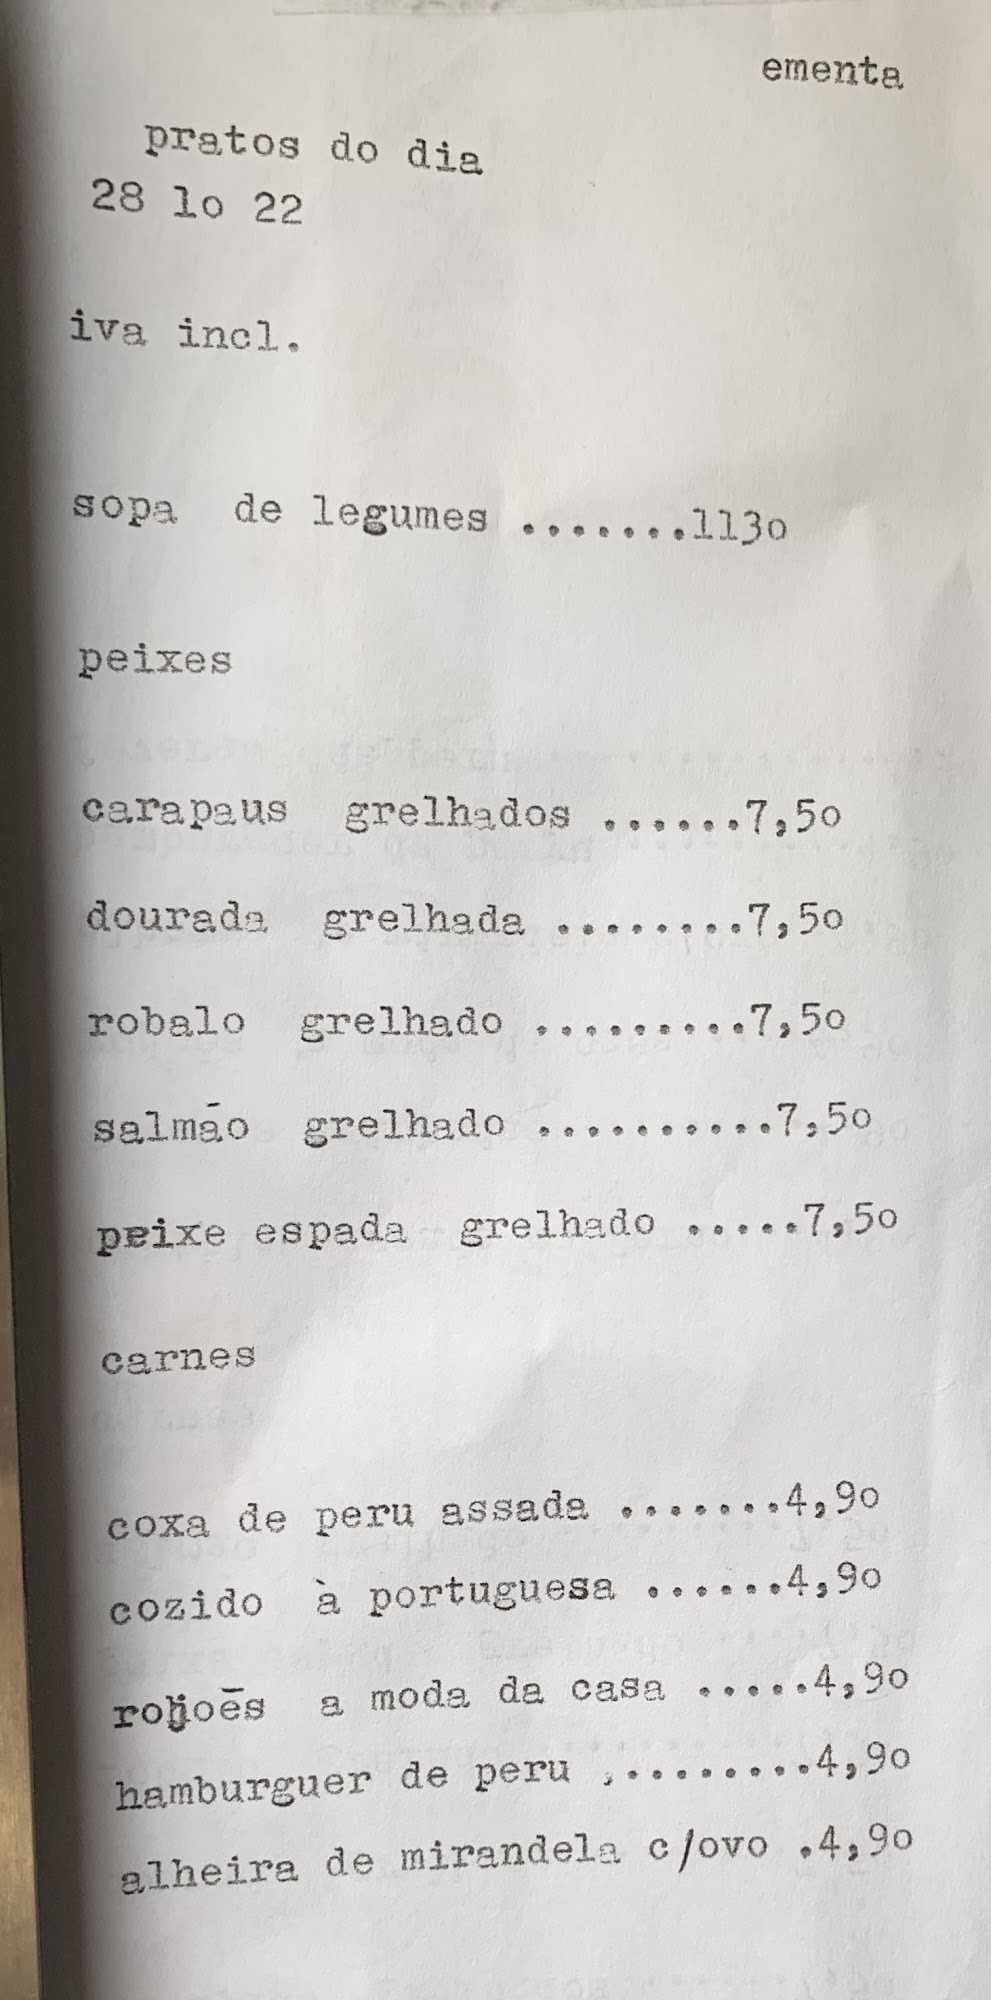 ementa
pratos do dia
28 lo 22
iva incl.
sopa de legumes .......113o
peixes
carapaus grelhados ......7,5o
dourada grelhada ........7,5o
robalo grelhado .........7,5o
salmão grelhado ..........7,5o
peixe espada grelhado .....7,5o
carnes
coxa de peru assada .......4,9o
cozido à portuguesa ......4,9o
rojoēs a moda da casa .....4,9o
hamburguer de peru ,........4,9o
alheira de mirandela c/ovo .4,9o